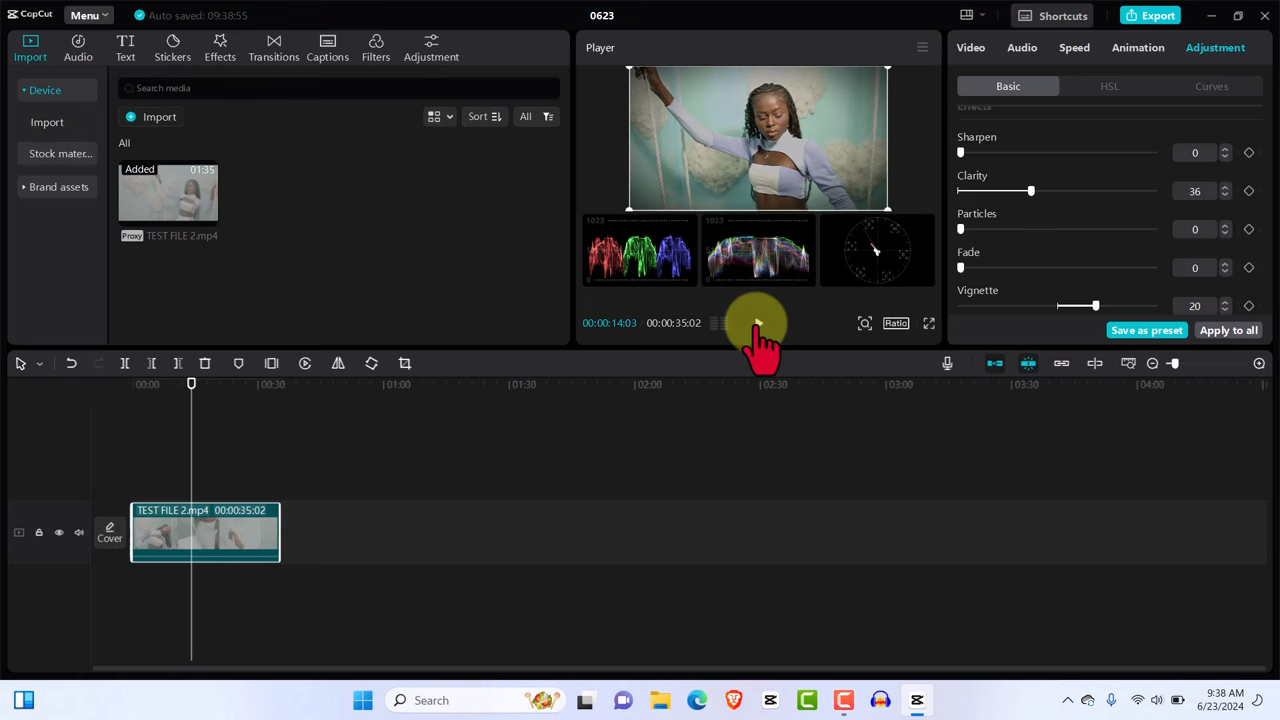 CapCut
Menu
Auto saved: 09:38:55
0623
Shortcuts
Export
Import
Audio
Text
Stickers
Effects
Transitions
Captions
Filters
Adjustment
Device
Import
Stock mater...
Brand assets
Search media
Import
Sort
All
All
Added
01:35
Proxy
TEST FILE 2.mp4
Player
1023
0
1023
0
00:00:14:03 / 00:00:35:02
Ratio
Video
Audio
Speed
Animation
Adjustment
Basic
HSL
Curves
Effects
Sharpen
0
Clarity
36
Particles
0
Fade
0
Vignette
20
Save as preset
Apply to all
00:00
00:30
01:00
01:30
02:00
02:30
03:00
03:30
04:00
Cover
TEST FILE 2.mp4 00:00:35:02
Search
9:38 AM
6/23/2024